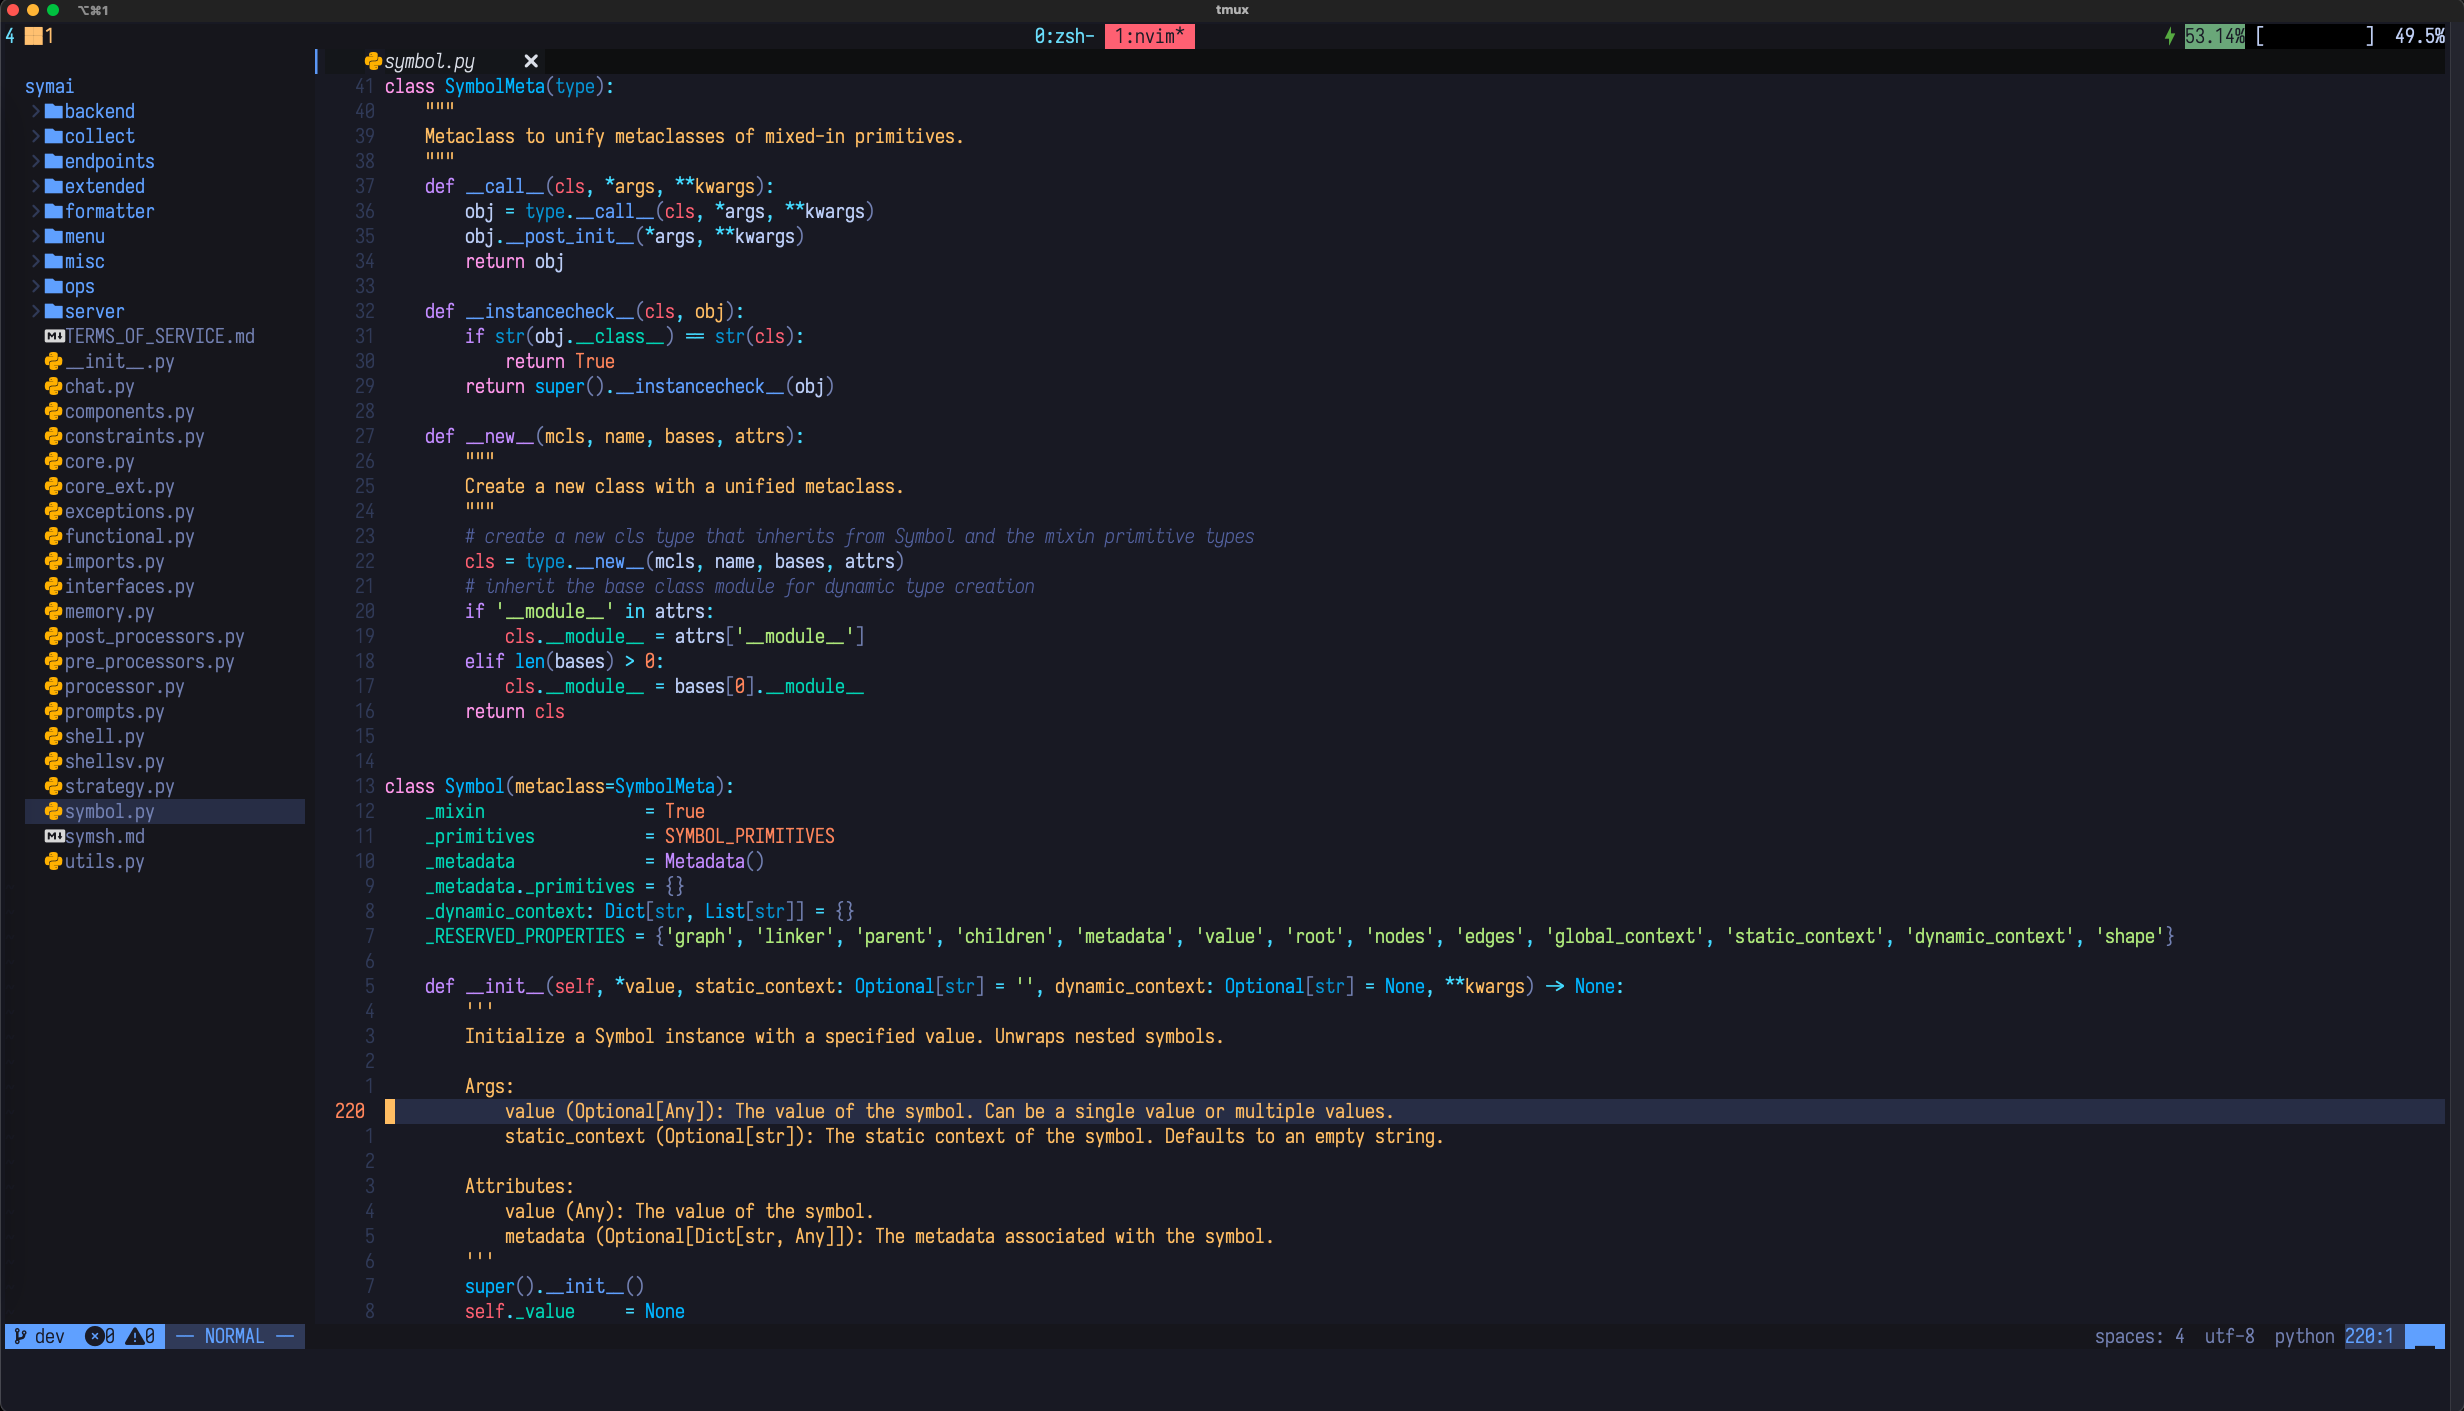 ⌥⌘1 tmux
4 1 0:zsh- 1:nvim* 53.14% [ ] 49.5%
symbol.py ✕
symai
backend
collect
endpoints
extended
formatter
menu
misc
ops
server
TERMS_OF_SERVICE.md
__init__.py
chat.py
components.py
constraints.py
core.py
core_ext.py
exceptions.py
functional.py
imports.py
interfaces.py
memory.py
post_processors.py
pre_processors.py
processor.py
prompts.py
shell.py
shellsv.py
strategy.py
symbol.py
symsh.md
utils.py
41 class SymbolMeta(type):
40     """
39     Metaclass to unify metaclasses of mixed-in primitives.
38     """
37     def __call__(cls, *args, **kwargs):
36         obj = type.__call__(cls, *args, **kwargs)
35         obj.__post_init__(*args, **kwargs)
34         return obj
33
32     def __instancecheck__(cls, obj):
31         if str(obj.__class__) == str(cls):
30             return True
29         return super().__instancecheck__(obj)
28
27     def __new__(mcls, name, bases, attrs):
26         """
25         Create a new class with a unified metaclass.
24         """
23         # create a new cls type that inherits from Symbol and the mixin primitive types
22         cls = type.__new__(mcls, name, bases, attrs)
21         # inherit the base class module for dynamic type creation
20         if '__module__' in attrs:
19             cls.__module__ = attrs['__module__']
18         elif len(bases) > 0:
17             cls.__module__ = bases[0].__module__
16         return cls
15
14
13 class Symbol(metaclass=SymbolMeta):
12     _mixin                = True
11     _primitives           = SYMBOL_PRIMITIVES
10     _metadata             = Metadata()
9     _metadata._primitives = {}
8     _dynamic_context: Dict[str, List[str]] = {}
7     _RESERVED_PROPERTIES = {'graph', 'linker', 'parent', 'children', 'metadata', 'value', 'root', 'nodes', 'edges', 'global_context', 'static_context', 'dynamic_context', 'shape'}
6
5     def __init__(self, *value, static_context: Optional[str] = '', dynamic_context: Optional[str] = None, **kwargs) -> None:
4         '''
3         Initialize a Symbol instance with a specified value. Unwraps nested symbols.
2
1         Args:
220             value (Optional[Any]): The value of the symbol. Can be a single value or multiple values.
1             static_context (Optional[str]): The static context of the symbol. Defaults to an empty string.
2
3         Attributes:
4             value (Any): The value of the symbol.
5             metadata (Optional[Dict[str, Any]]): The metadata associated with the symbol.
6         '''
7         super().__init__()
8         self._value     = None
dev 0 0 — NORMAL — spaces: 4 utf-8 python 220:1